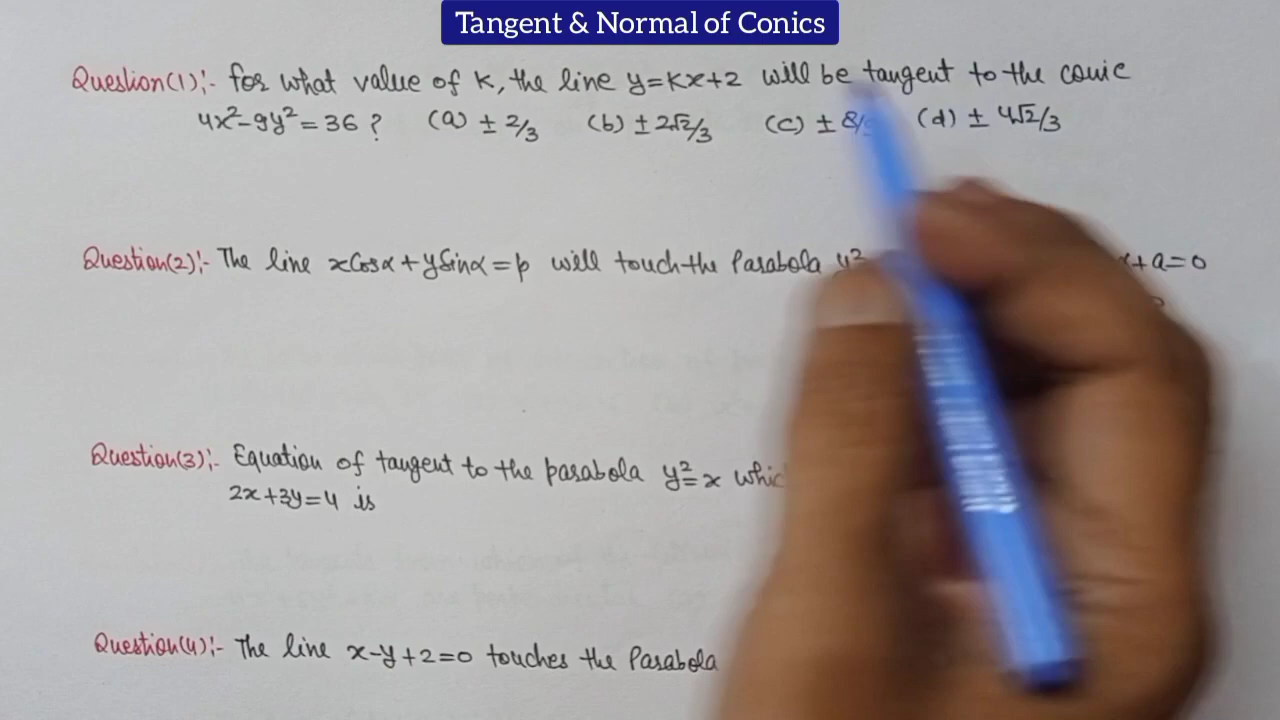 Tangent & Normal of Conics
Question(1):- for what value of K, the line y=Kx+2 will be tangent to the conic
4x²-9y²=36 ? (a) ± 2/3 (b) ± 2√2/3 (c) ± 8/ (d) ± 4√2/3
Question(2):- The line xCosα+ySinα=p will touch the Parabola y² +a=0
Question(3):- Equation of tangent to the parabola y²=x
2x+3y=4 is
Question(4):- The line x-y+2=0 touches the Parabola